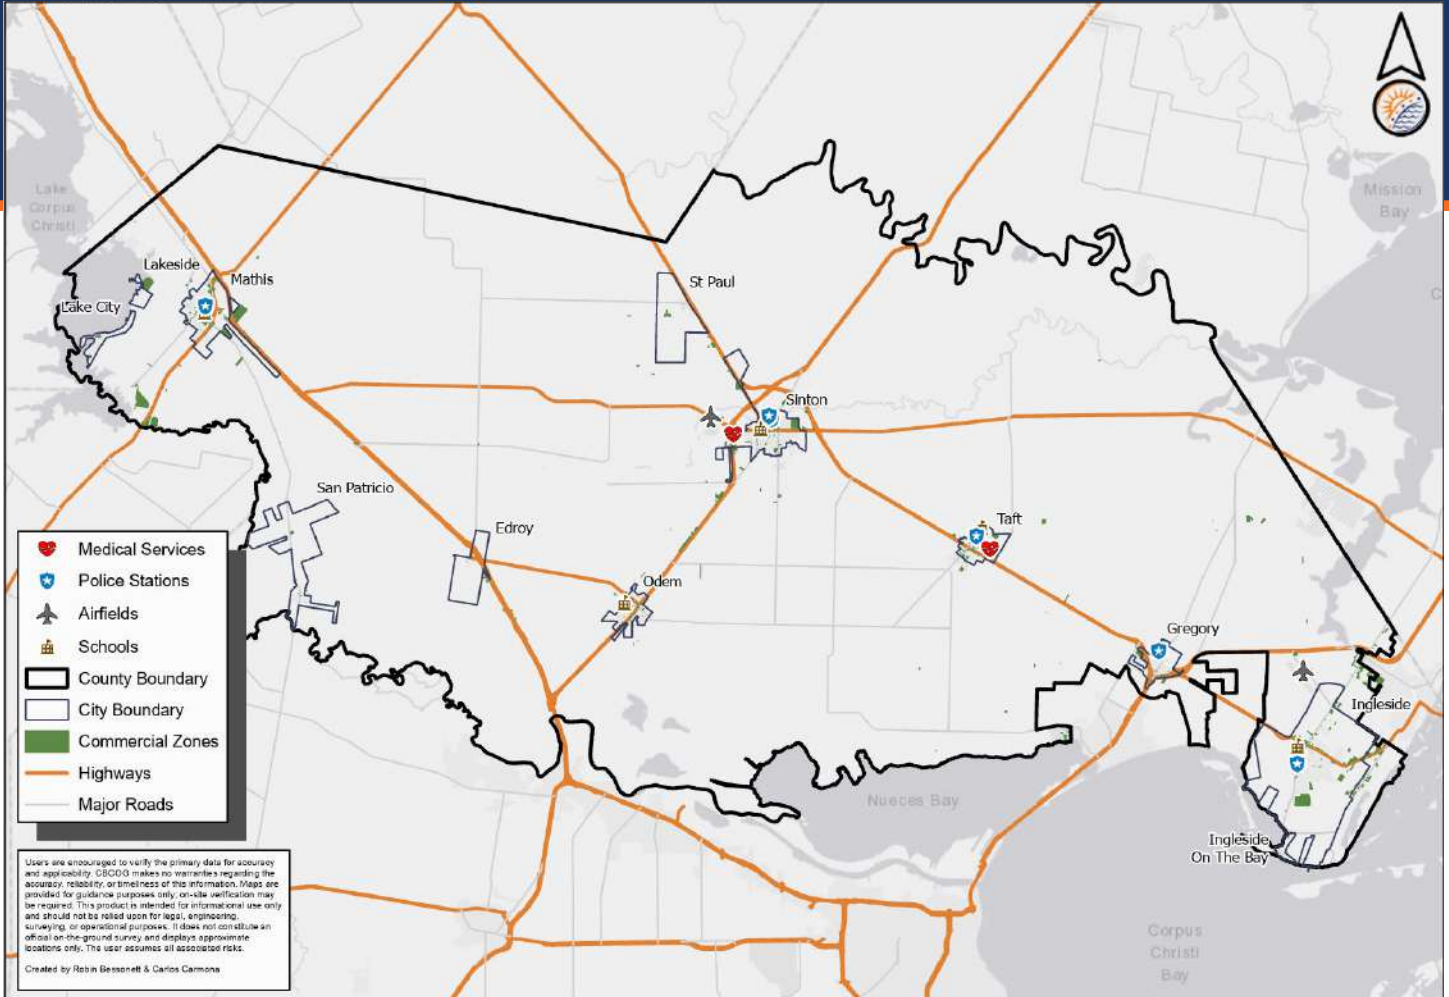 Lake
Corpus
Christi
Mission
Bay
Lakeside
Mathis
Lake City
St Paul
Sinton
San Patricio
Edroy
Taft
Odem
Gregory
Ingleside
Ingleside
On The Bay
Nueces Bay
Corpus
Christi
Bay
Medical Services
Police Stations
Airfields
Schools
County Boundary
City Boundary
Commercial Zones
Highways
Major Roads
Users are encouraged to verify the primary data for accuracy
and applicability. CBCOG makes no warranties regarding the
accuracy, reliability, or timeliness of this information. Maps are
provided for guidance purposes only; on-site verification may
be required. This product is intended for informational use only
and should not be relied upon for legal, engineering,
surveying, or operational purposes. It does not constitute an
official on-the-ground survey and displays approximate
locations only. The user assumes all associated risks.
Created by Robin Bessonett & Carlos Carmona